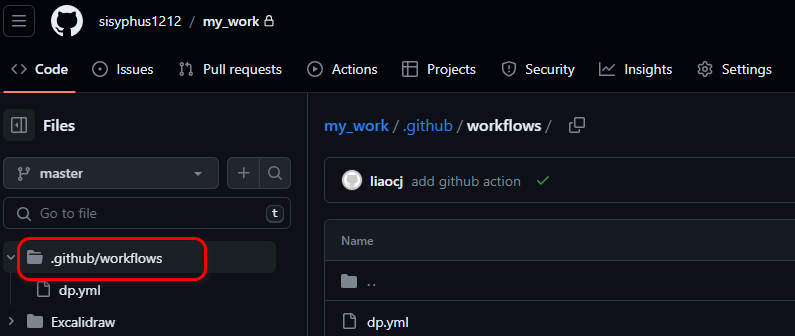 sisyphus1212 / my_work
Code Issues Pull requests Actions Projects Security Insights Settings
Files
master
Go to file t
.github/workflows
dp.yml
Excalidraw
my_work / .github / workflows /
liaocj add github action
Name
..
dp.yml